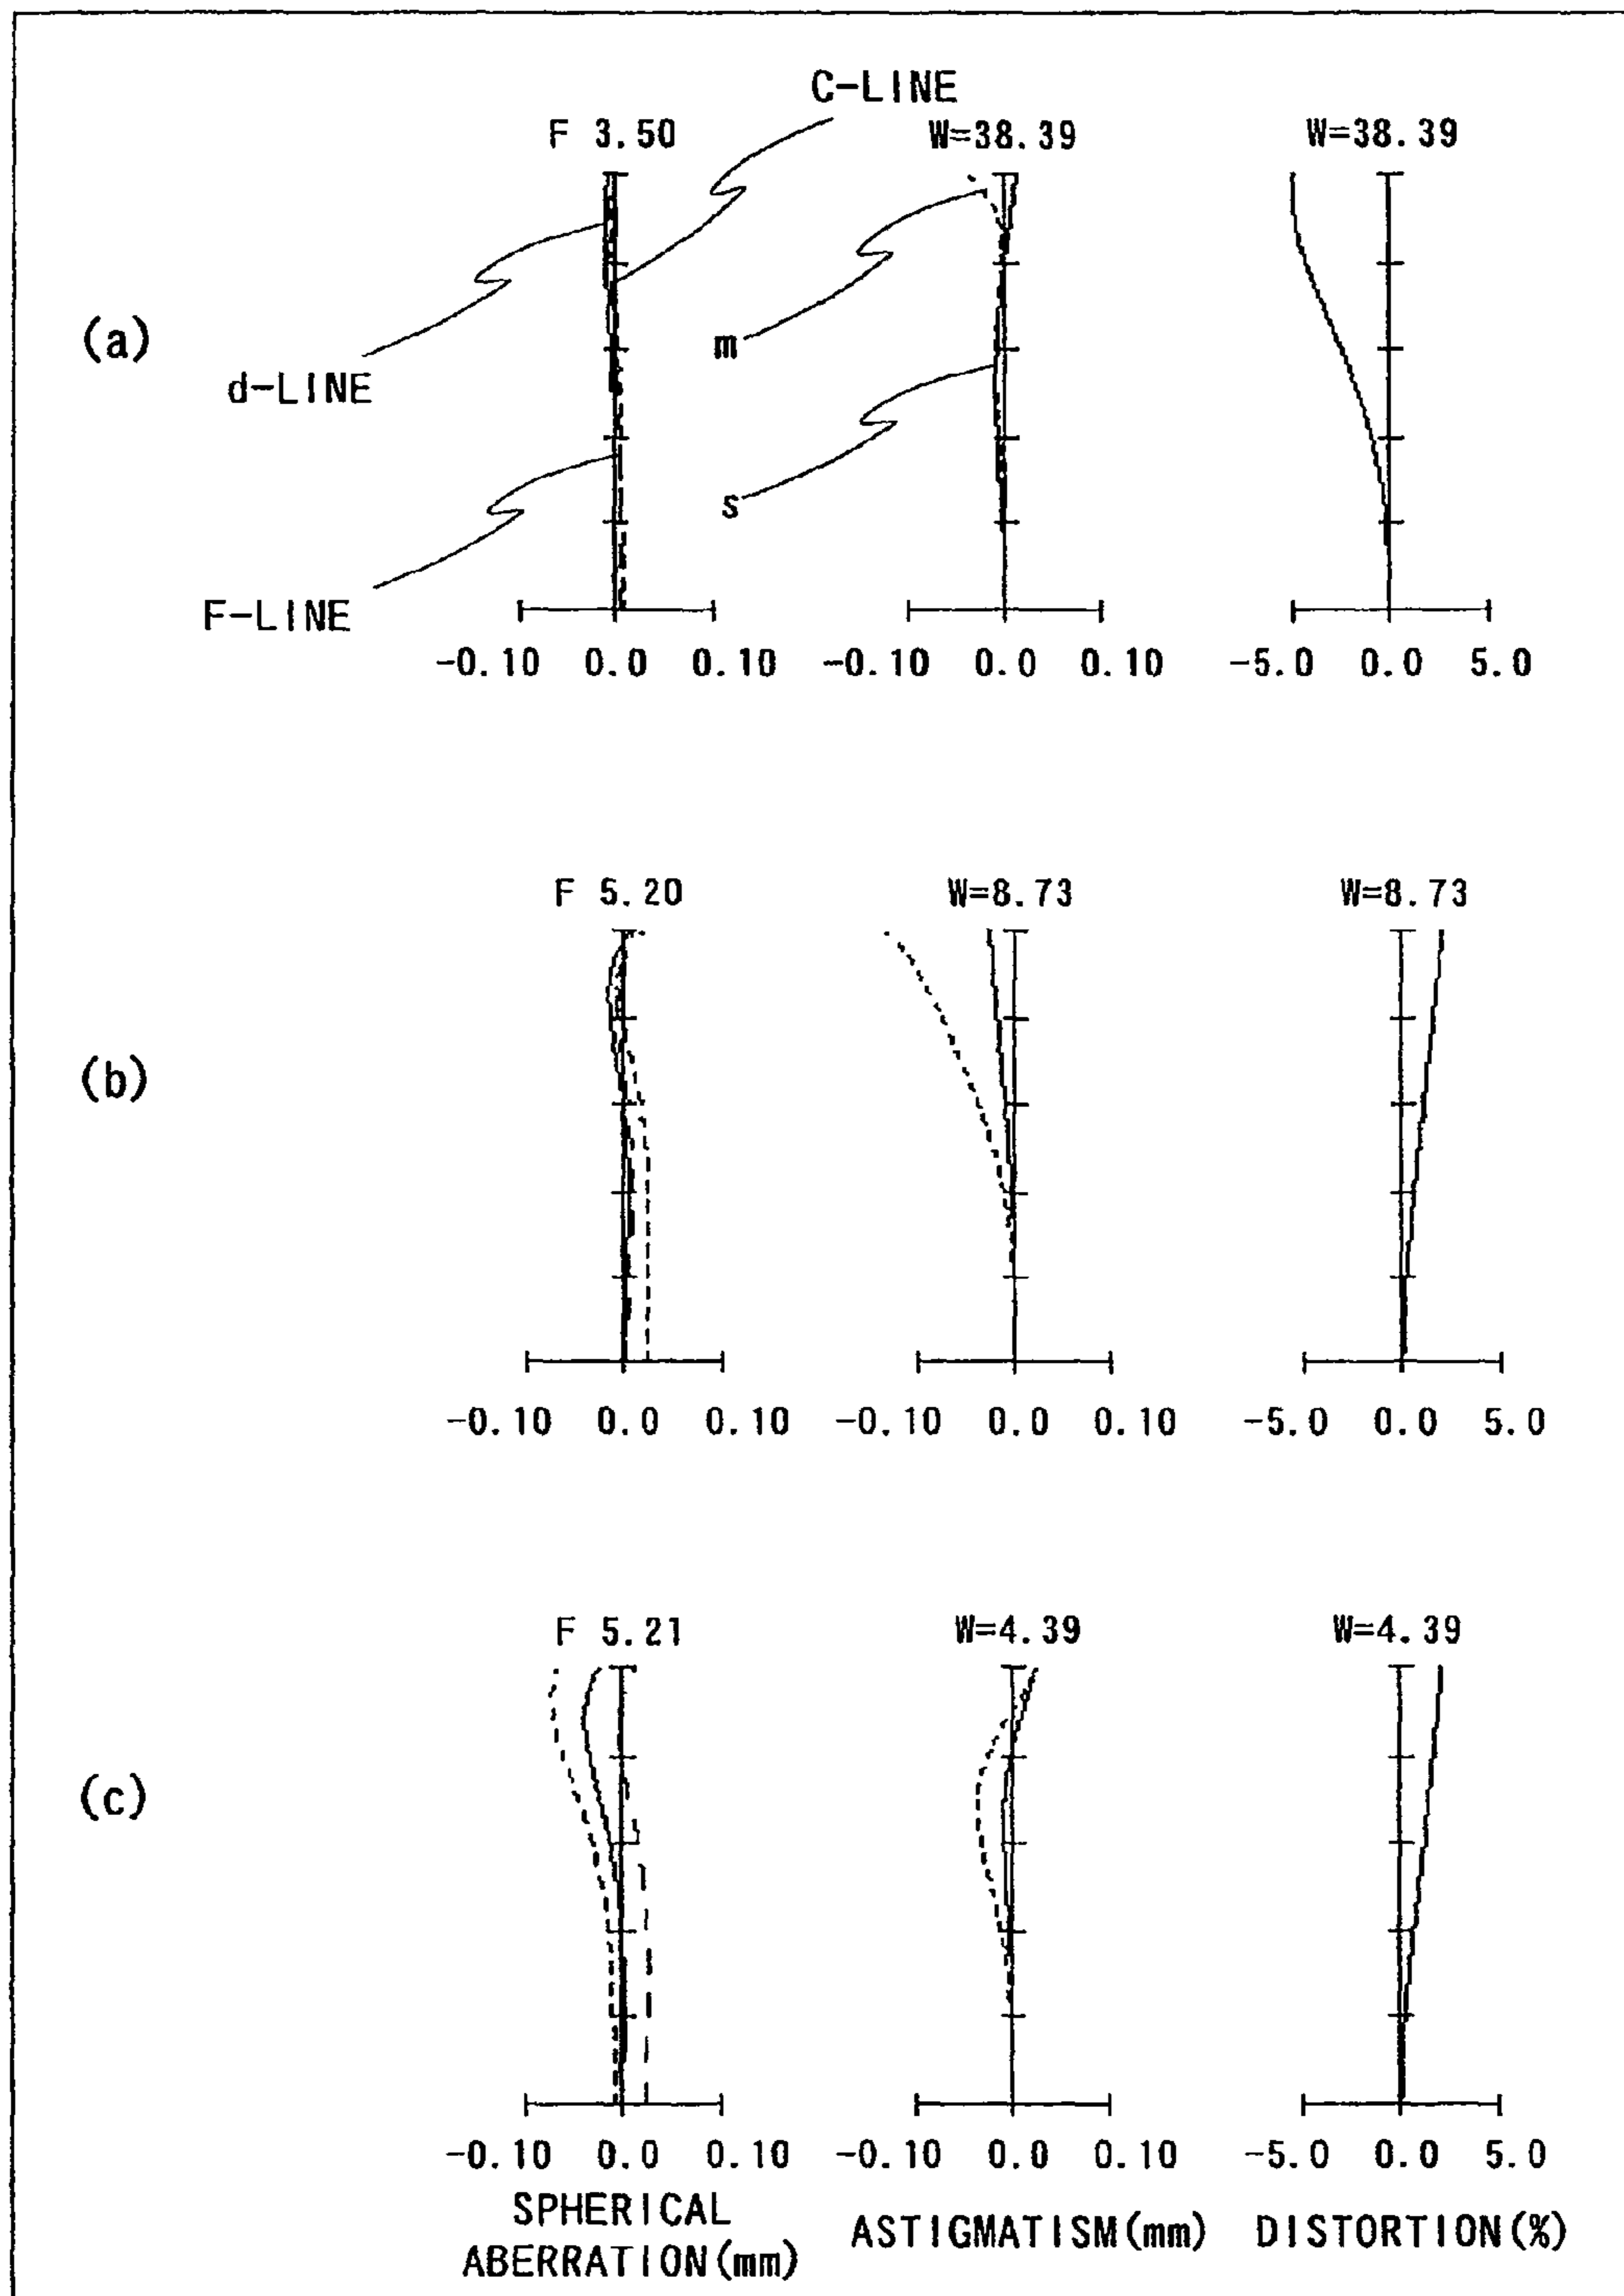 C-LINE
F 3.50 W=38.39 W=38.39
(a)
m
d-LINE
s
F-LINE
-0.10 0.0 0.10 -0.10 0.0 0.10 -5.0 0.0 5.0
F 5.20 W=8.73 W=8.73
(b)
-0.10 0.0 0.10 -0.10 0.0 0.10 -5.0 0.0 5.0
F 5.21 W=4.39 W=4.39
(c)
-0.10 0.0 0.10 -0.10 0.0 0.10 -5.0 0.0 5.0
SPHERICAL
ABERRATION(mm) ASTIGMATISM(mm) DISTORTION(%)